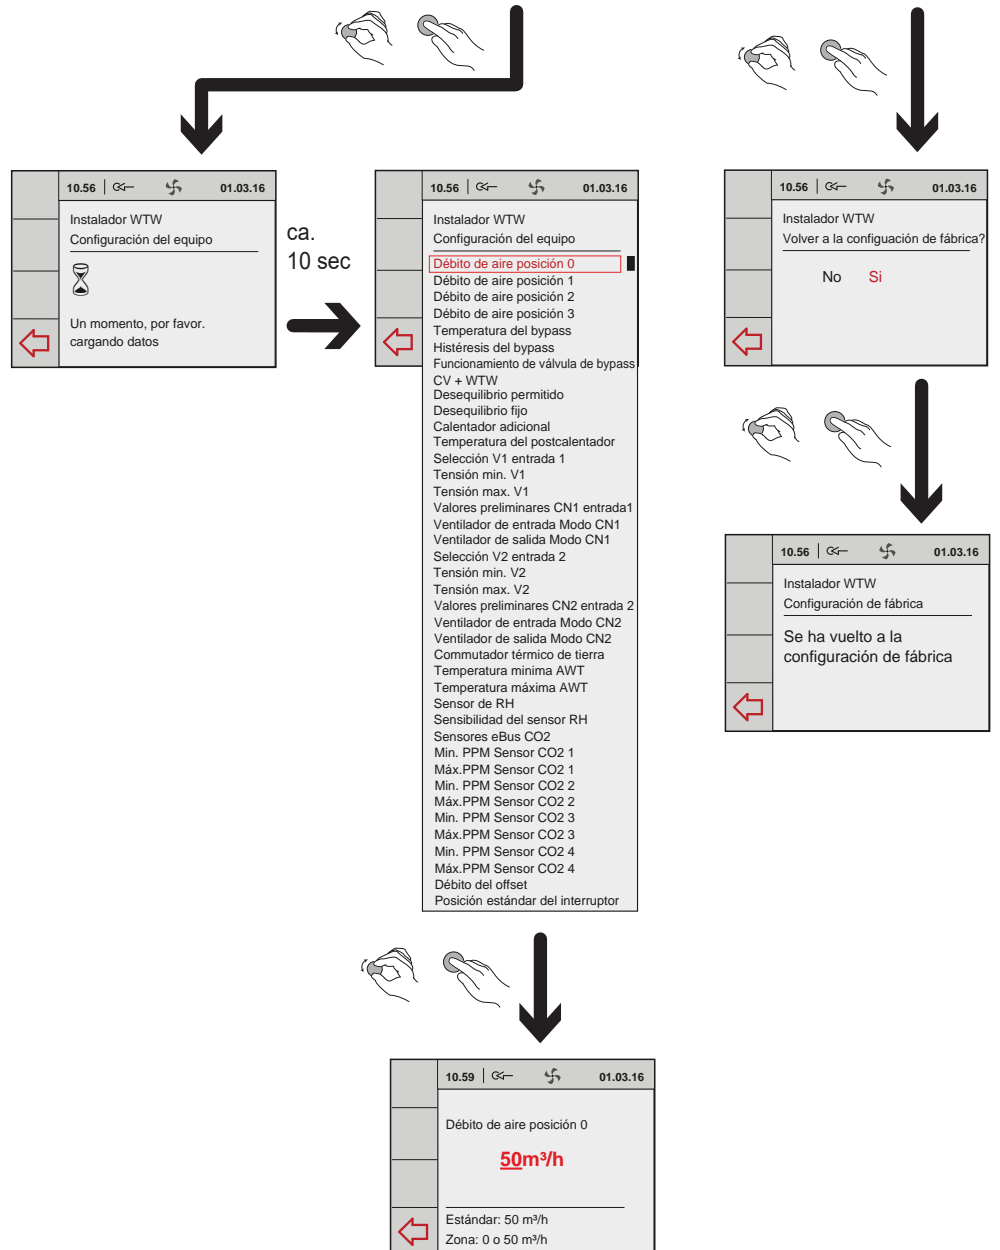 10.56 01.03.16
Instalador WTW
Configuración del equipo
Un momento, por favor.
cargando datos
ca.
10 sec
10.56 01.03.16
Instalador WTW
Configuración del equipo
Débito de aire posición 0
Débito de aire posición 1
Débito de aire posición 2
Débito de aire posición 3
Temperatura del bypass
Histéresis del bypass
Funcionamiento de válvula de bypass
CV + WTW
Desequilibrio permitido
Desequilibrio fijo
Calentador adicional
Temperatura del postcalentador
Selección V1 entrada 1
Tensión min. V1
Tensión max. V1
Valores preliminares CN1 entrada1
Ventilador de entrada Modo CN1
Ventilador de salida Modo CN1
Selección V2 entrada 2
Tensión min. V2
Tensión max. V2
Valores preliminares CN2 entrada 2
Ventilador de entrada Modo CN2
Ventilador de salida Modo CN2
Commutador térmico de tierra
Temperatura minima AWT
Temperatura máxima AWT
Sensor de RH
Sensibilidad del sensor RH
Sensores eBus CO2
Min. PPM Sensor CO2 1
Máx.PPM Sensor CO2 1
Min. PPM Sensor CO2 2
Máx.PPM Sensor CO2 2
Min. PPM Sensor CO2 3
Máx.PPM Sensor CO2 3
Min. PPM Sensor CO2 4
Máx.PPM Sensor CO2 4
Débito del offset
Posición estándar del interruptor
10.59 01.03.16
Débito de aire posición 0
50m³/h
Estándar: 50 m³/h
Zona: 0 o 50 m³/h
10.56 01.03.16
Instalador WTW
Volver a la configuación de fábrica?
No Si
10.56 01.03.16
Instalador WTW
Configuración de fábrica
Se ha vuelto a la
configuración de fábrica